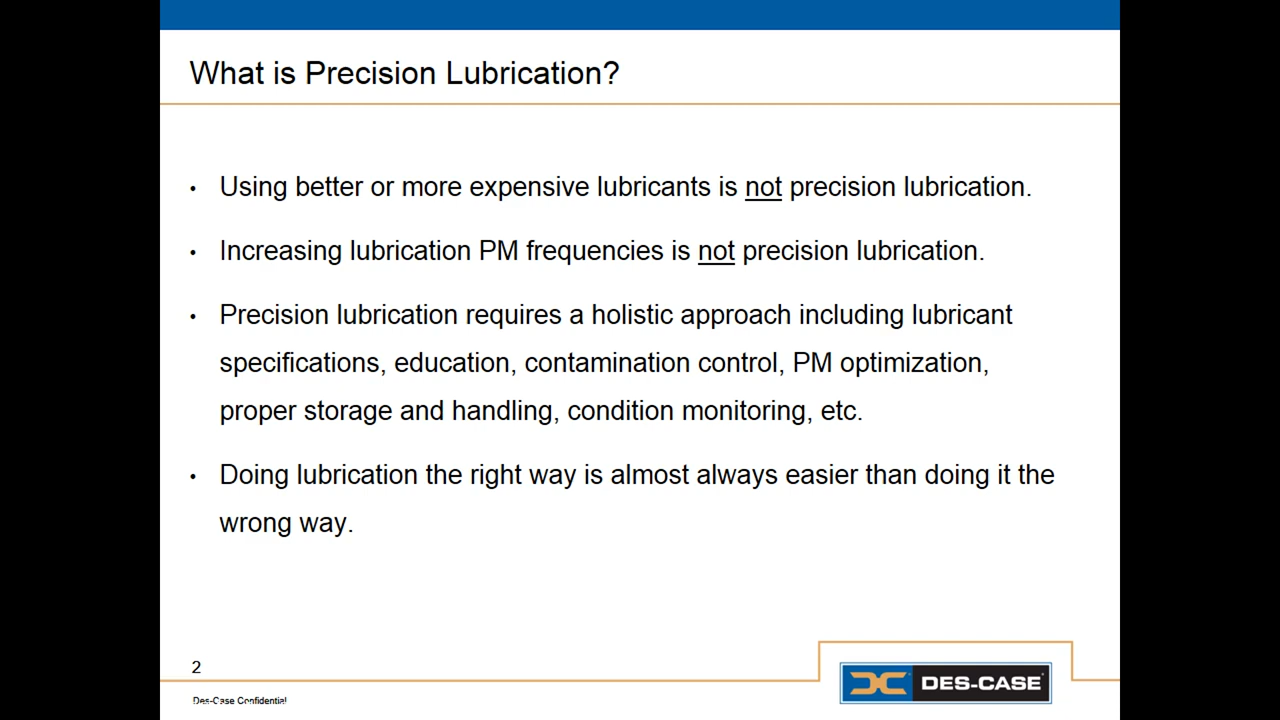 What is Precision Lubrication?
• Using better or more expensive lubricants is not precision lubrication.
• Increasing lubrication PM frequencies is not precision lubrication.
• Precision lubrication requires a holistic approach including lubricant
specifications, education, contamination control, PM optimization,
proper storage and handling, condition monitoring, etc.
• Doing lubrication the right way is almost always easier than doing it the
wrong way.
2
DES-CASE
Des-Case Confidential